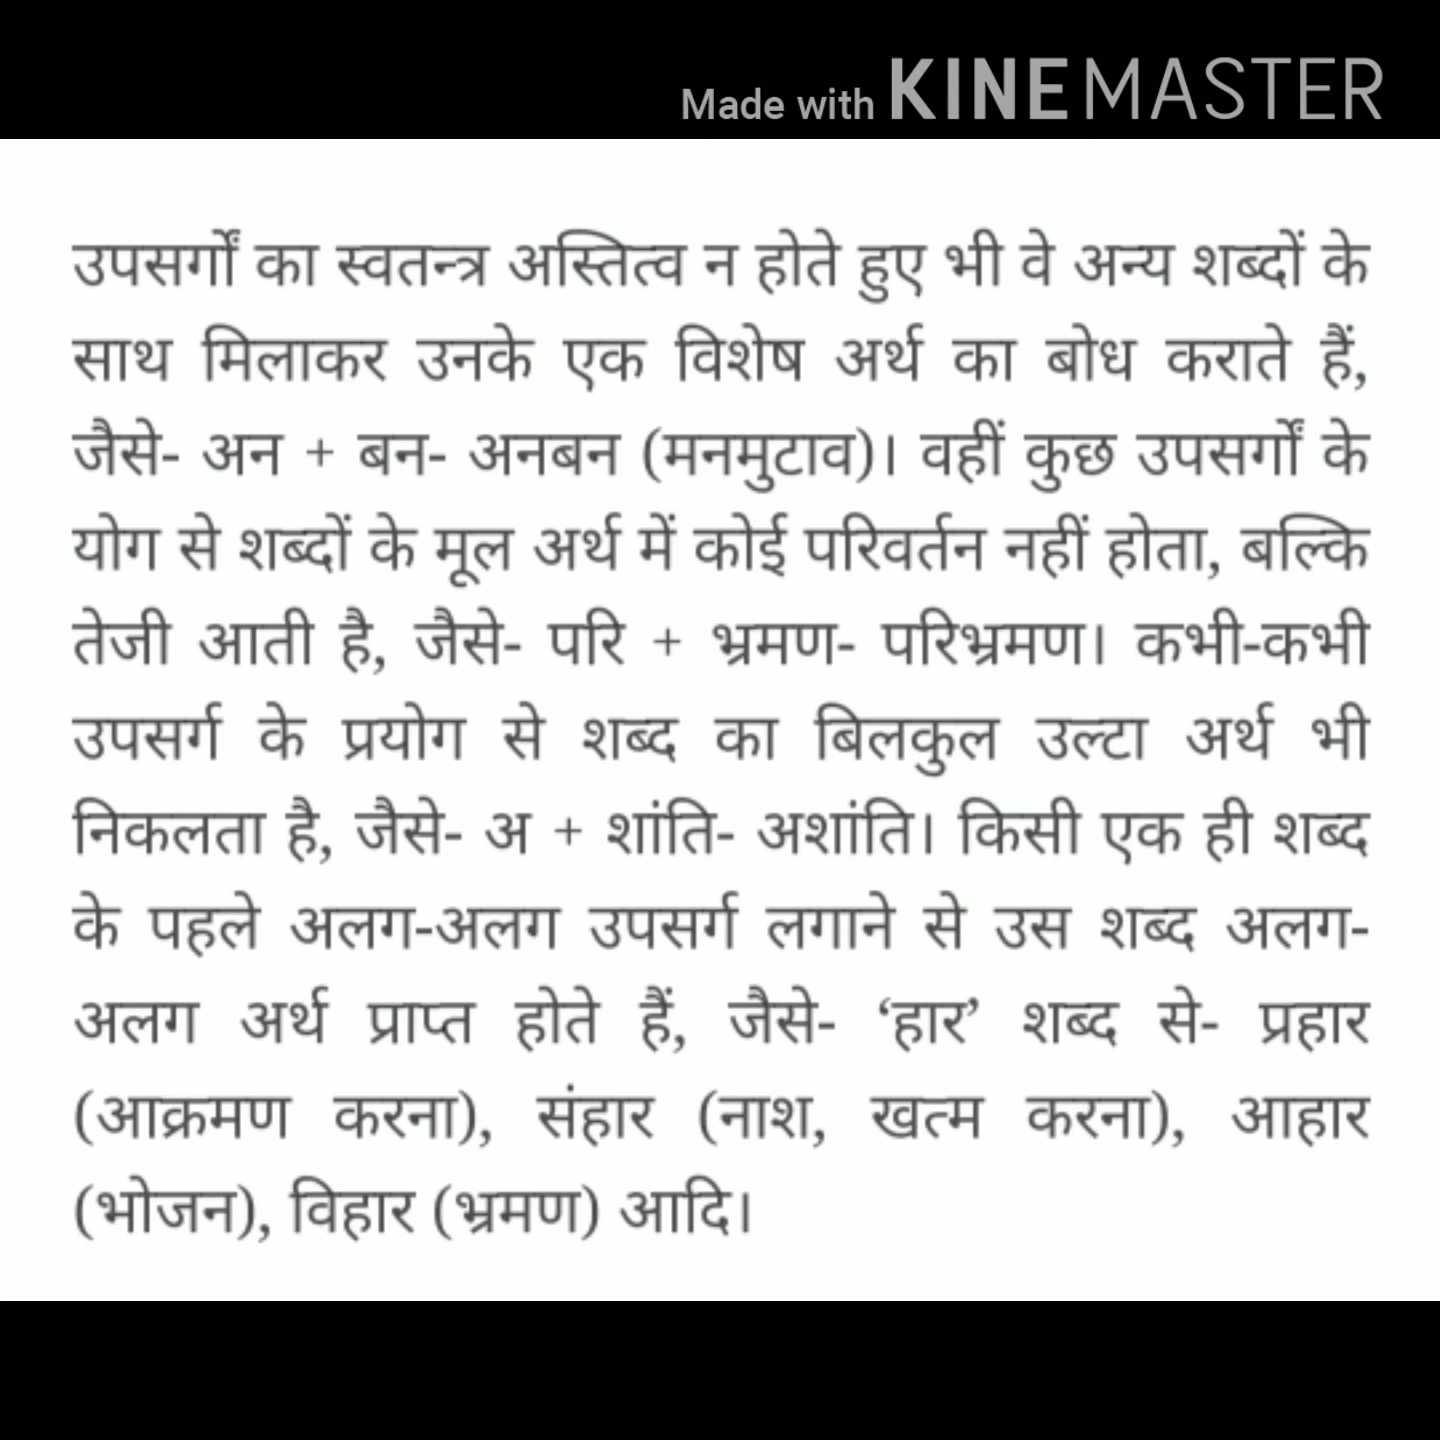 Made with KINEMASTER
उपसर्गों का स्वतन्त्र अस्तित्व न होते हुए भी वे अन्य शब्दों के
साथ मिलाकर उनके एक विशेष अर्थ का बोध कराते हैं,
जैसे- अन + बन- अनबन (मनमुटाव)। वहीं कुछ उपसर्गों के
योग से शब्दों के मूल अर्थ में कोई परिवर्तन नहीं होता, बल्कि
तेजी आती है, जैसे- परि + भ्रमण- परिभ्रमण। कभी-कभी
उपसर्ग के प्रयोग से शब्द का बिलकुल उल्टा अर्थ भी
निकलता है, जैसे- अ + शांति- अशांति। किसी एक ही शब्द
के पहले अलग-अलग उपसर्ग लगाने से उस शब्द अलग-
अलग अर्थ प्राप्त होते हैं, जैसे- ‘हार’ शब्द से- प्रहार
(आक्रमण करना), संहार (नाश, खत्म करना), आहार
(भोजन), विहार (भ्रमण) आदि।